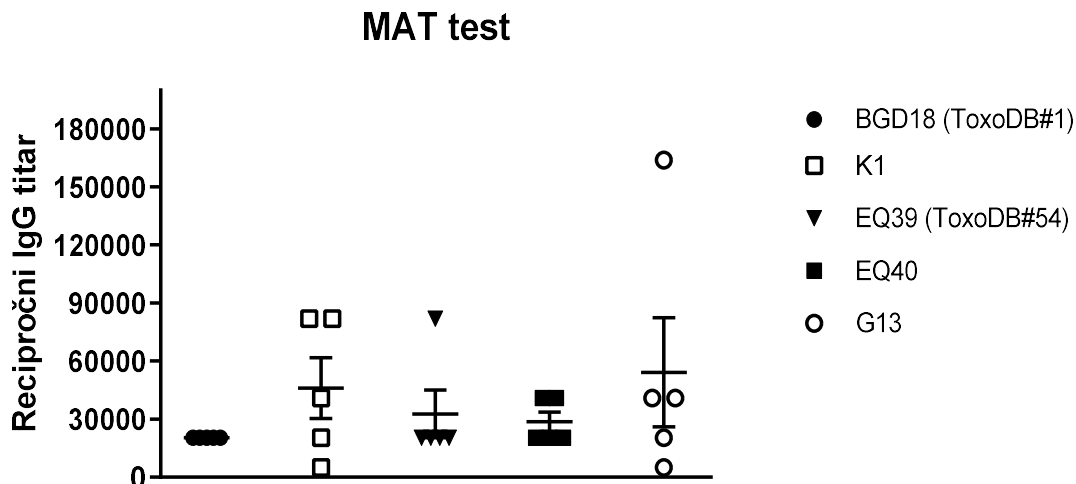 MAT test
Recipročni IgG titar
180000
150000
120000
90000
60000
30000
0
BGD18 (ToxoDB#1)
K1
EQ39 (ToxoDB#54)
EQ40
G13